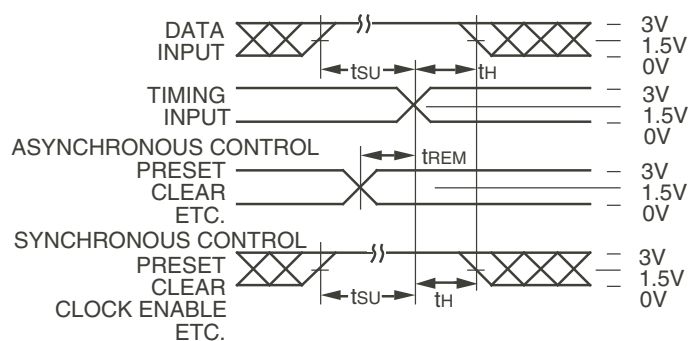 DATA
INPUT
tSU
tH
3V
1.5V
0V
TIMING
INPUT
3V
1.5V
0V
ASYNCHRONOUS CONTROL
PRESET
CLEAR
ETC.
tREM
3V
1.5V
0V
SYNCHRONOUS CONTROL
PRESET
CLEAR
CLOCK ENABLE
ETC.
tSU
tH
3V
1.5V
0V